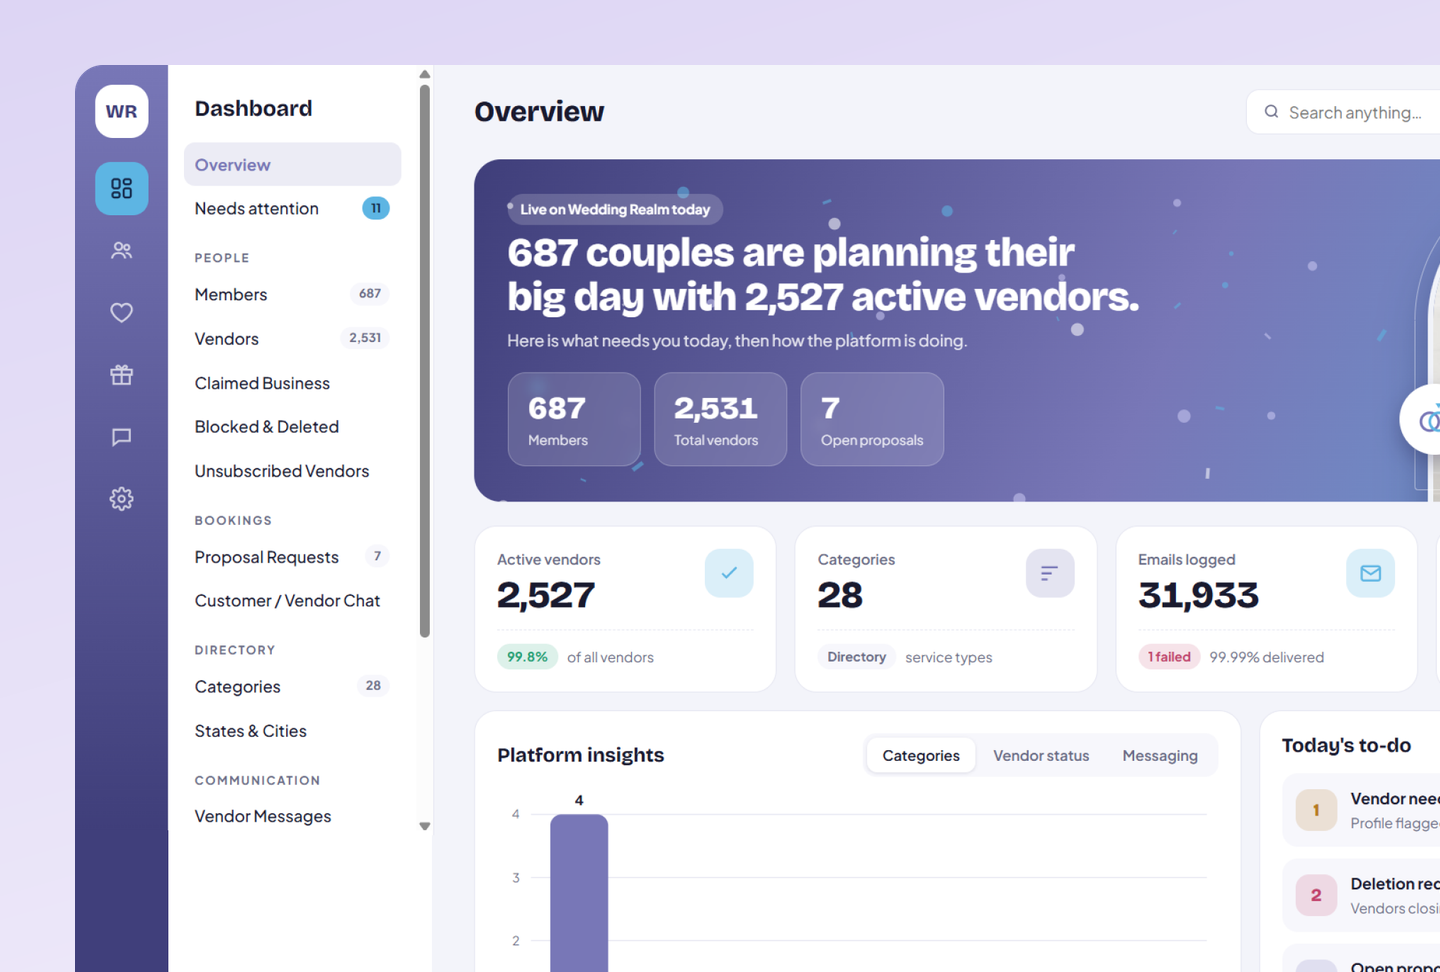 WR
Dashboard
Overview
Needs attention 11
PEOPLE
Members 687
Vendors 2,531
Claimed Business
Blocked & Deleted
Unsubscribed Vendors
BOOKINGS
Proposal Requests 7
Customer / Vendor Chat
DIRECTORY
Categories 28
States & Cities
COMMUNICATION
Vendor Messages
Overview
Search anything...
Live on Wedding Realm today
687 couples are planning their
big day with 2,527 active vendors.
Here is what needs you today, then how the platform is doing.
687
Members
2,531
Total vendors
7
Open proposals
Active vendors
2,527
99.8% of all vendors
Categories
28
Directory service types
Emails logged
31,933
1 failed 99.99% delivered
Platform insights
Categories Vendor status Messaging
4
4
3
2
Today's to-do
1
Vendor
Profile
2
Deletion
Vendors
Open